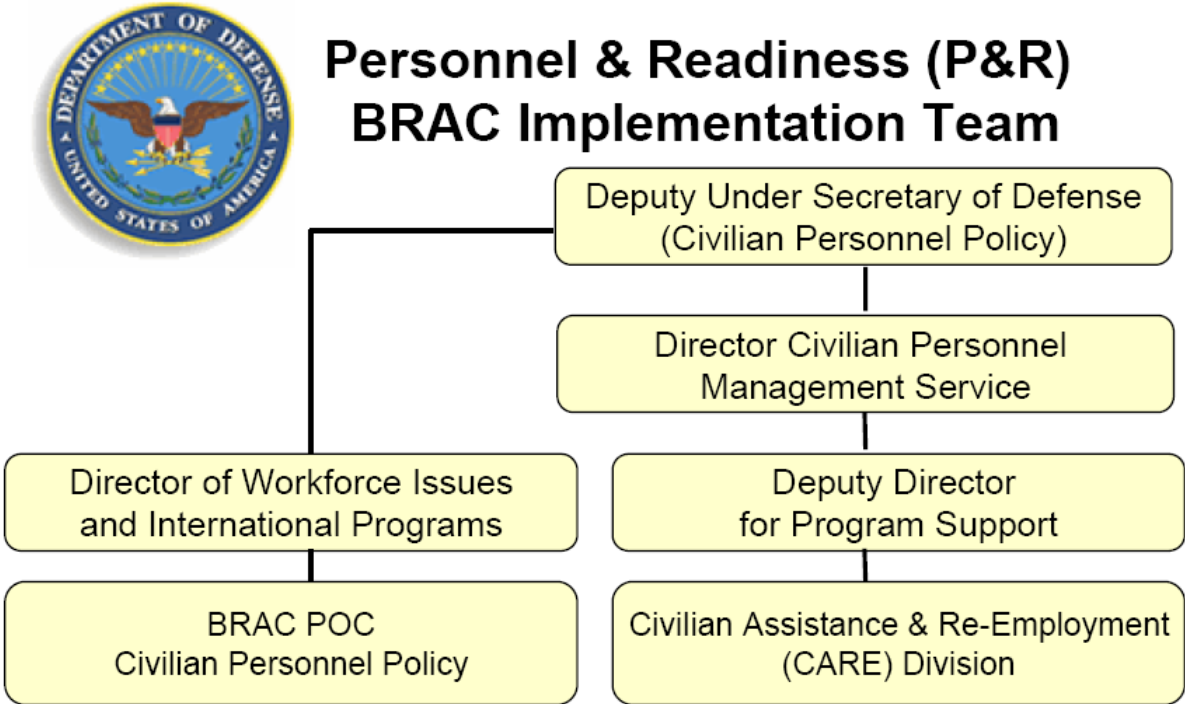 DEPARTMENT OF DEFENSE
UNITED STATES OF AMERICA
Personnel & Readiness (P&R)
BRAC Implementation Team
Deputy Under Secretary of Defense
(Civilian Personnel Policy)
Director Civilian Personnel
Management Service
Director of Workforce Issues
and International Programs
Deputy Director
for Program Support
BRAC POC
Civilian Personnel Policy
Civilian Assistance & Re-Employment
(CARE) Division